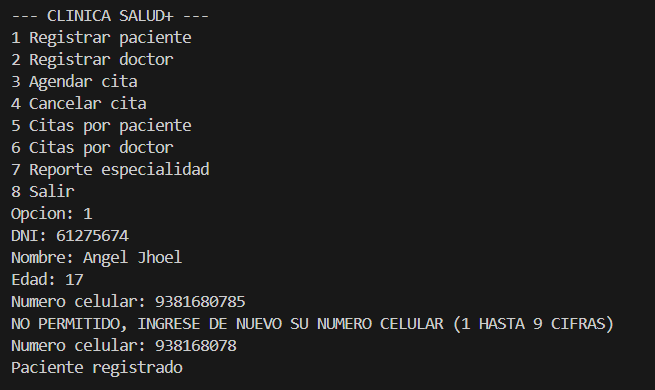 --- CLINICA SALUD+ ---
1 Registrar paciente
2 Registrar doctor
3 Agendar cita
4 Cancelar cita
5 Citas por paciente
6 Citas por doctor
7 Reporte especialidad
8 Salir
Opcion: 1
DNI: 61275674
Nombre: Angel Jhoel
Edad: 17
Numero celular: 9381680785
NO PERMITIDO, INGRESE DE NUEVO SU NUMERO CELULAR (1 HASTA 9 CIFRAS)
Numero celular: 938168078
Paciente registrado